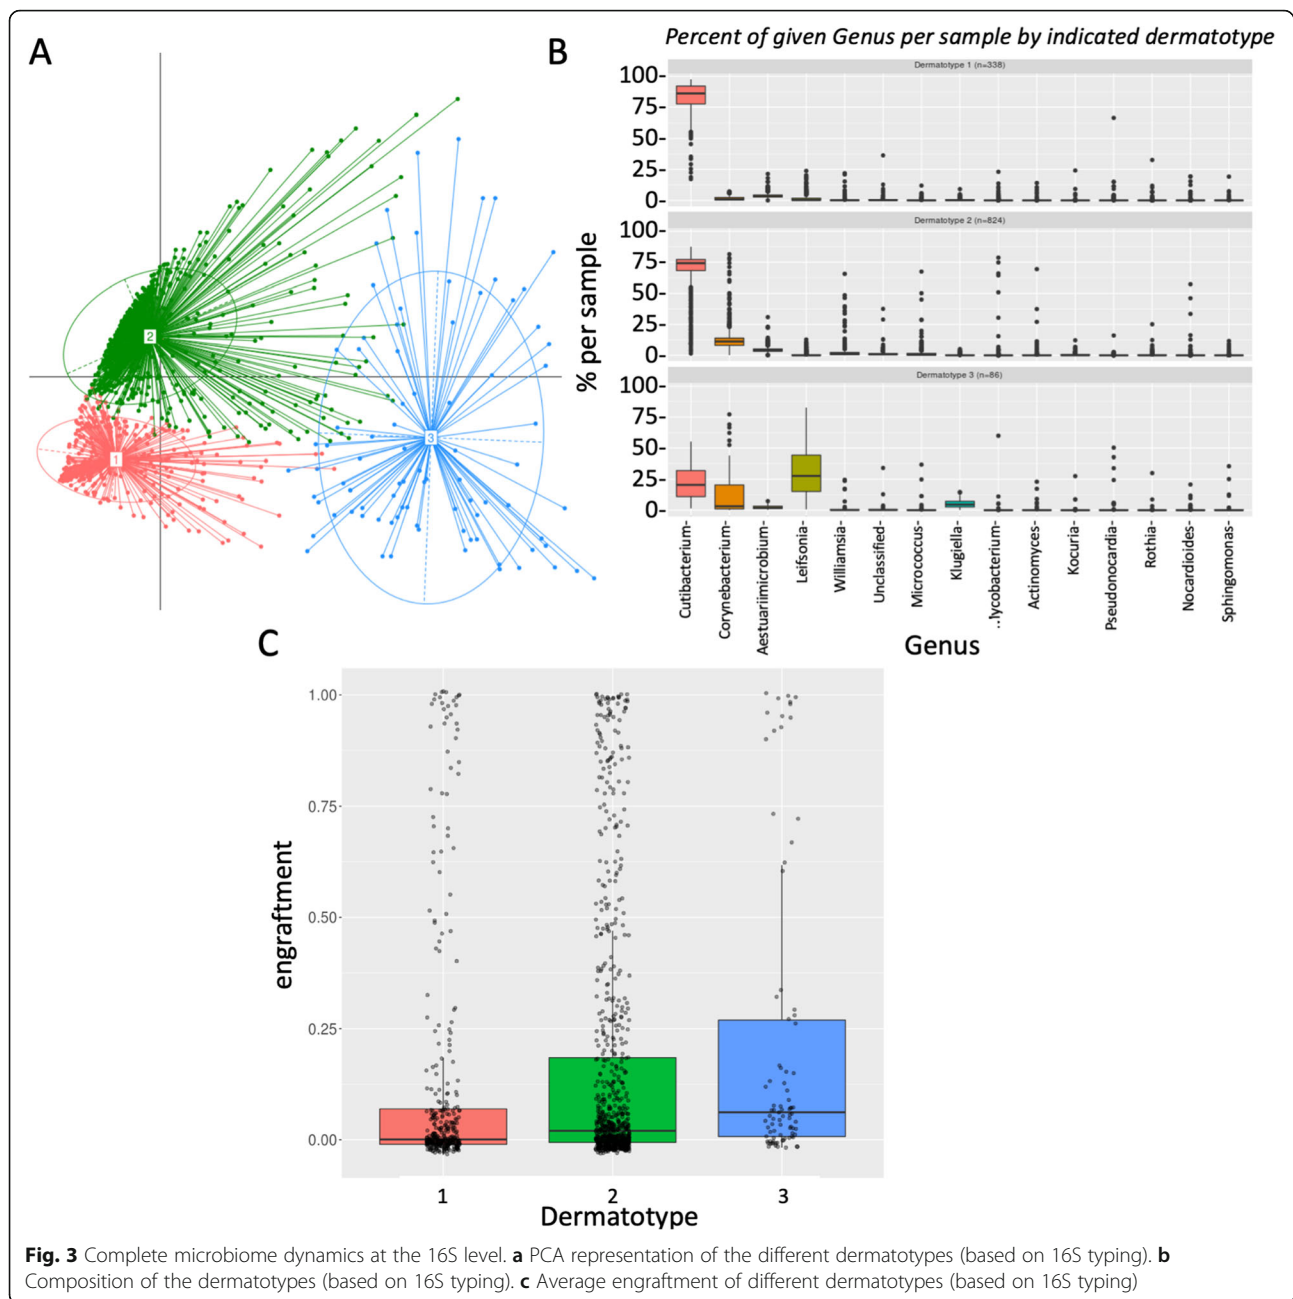 A
2
3
1
B
Percent of given Genus per sample by indicated dermatotype
% per sample
Dermatotype 1 (n=338)
100-
75-
50-
25-
0-
Dermatotype 2 (n=824)
100-
75-
50-
25-
0-
Dermatotype 3 (n=86)
100-
75-
50-
25-
0-
Cutibacterium-
Corynebacterium-
Aestuariimicrobium-
Leifsonia-
Williamsia-
Unclassified-
Micrococcus-
Klugiella-
..lycobacterium-
Actinomyces-
Kocuria-
Pseudonocardia-
Rothia-
Nocardioides-
Sphingomonas-
Genus
C
engraftment
1.00-
0.75-
0.50-
0.25-
0.00-
1 2 3
Dermatotype
Fig. 3 Complete microbiome dynamics at the 16S level. a PCA representation of the different dermatotypes (based on 16S typing). b
Composition of the dermatotypes (based on 16S typing). c Average engraftment of different dermatotypes (based on 16S typing)